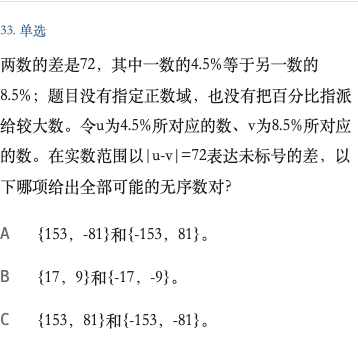 33. 单选
两数的差是72，其中一数的4.5%等于另一数的
8.5%；题目没有指定正数域，也没有把百分比指派
给较大数。令u为4.5%所对应的数、v为8.5%所对应
的数。在实数范围以|u-v|=72表达未标号的差，以
下哪项给出全部可能的无序数对?
A {153，-81}和{-153，81}。
B {17，9}和{-17，-9}。
C {153，81}和{-153，-81}。